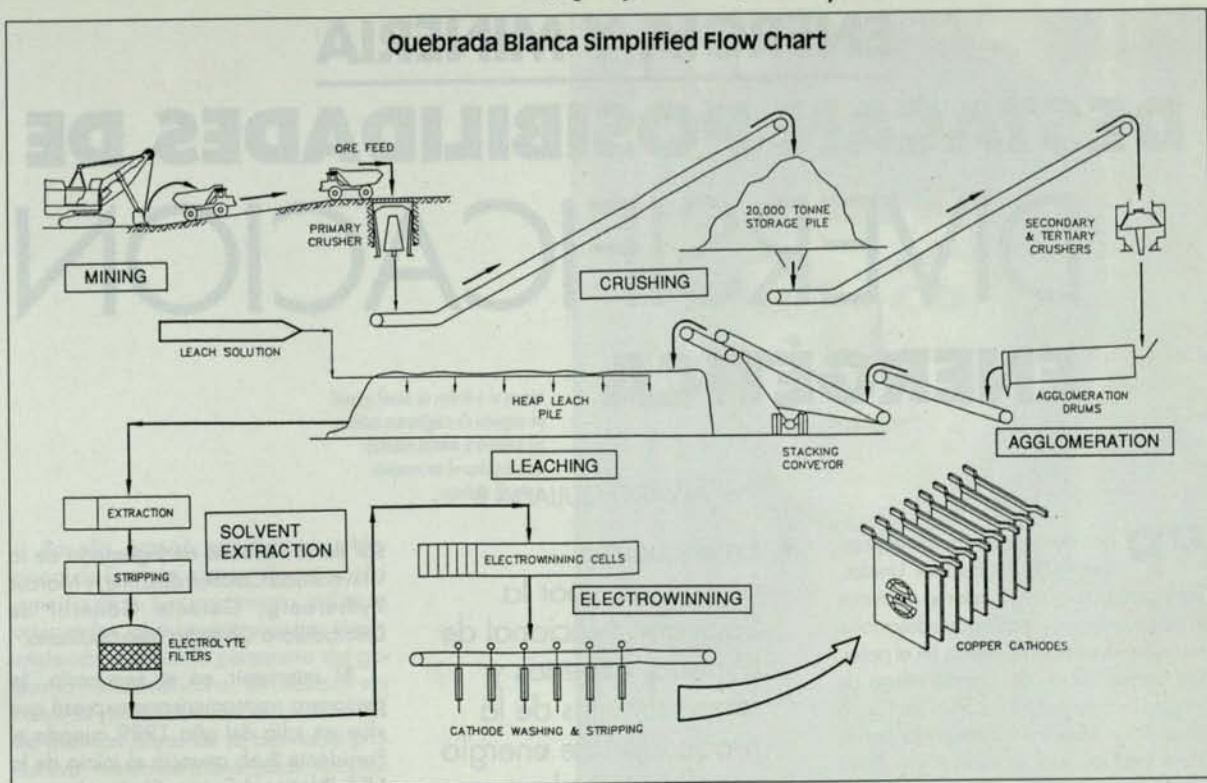 Quebrada Blanca Simplified Flow Chart
ORE FEED
PRIMARY
CRUSHER
MINING
20,000 TONNE
STORAGE PILE
CRUSHING
SECONDARY
& TERTIARY
CRUSHERS
LEACH SOLUTION
HEAP LEACH
PILE
LEACHING
STACKING
CONVEYOR
AGGLOMERATION
DRUMS
AGGLOMERATION
EXTRACTION
SOLVENT
EXTRACTION
STRIPPING
ELECTROLYTE
FILTERS
ELECTROWINNING CELLS
ELECTROWINNING
CATHODE WASHING & STRIPPING
COPPER CATHODES